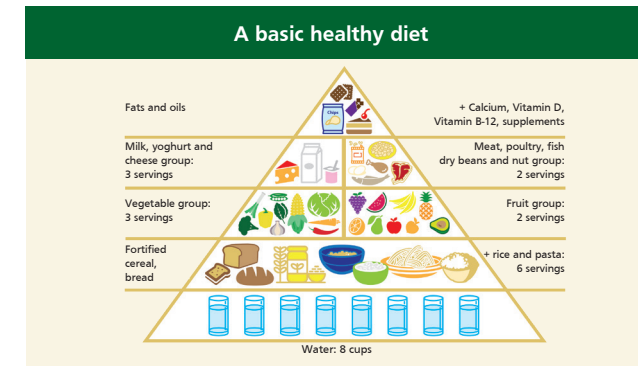 A basic healthy diet
Fats and oils
+ Calcium, Vitamin D,
Vitamin B-12, supplements
Chips
Milk, yoghurt and
cheese group:
3 servings
Meat, poultry, fish
dry beans and nut group:
2 servings
Vegetable group:
3 servings
Fruit group:
2 servings
Fortified
cereal,
bread
+ rice and pasta:
6 servings
Water: 8 cups